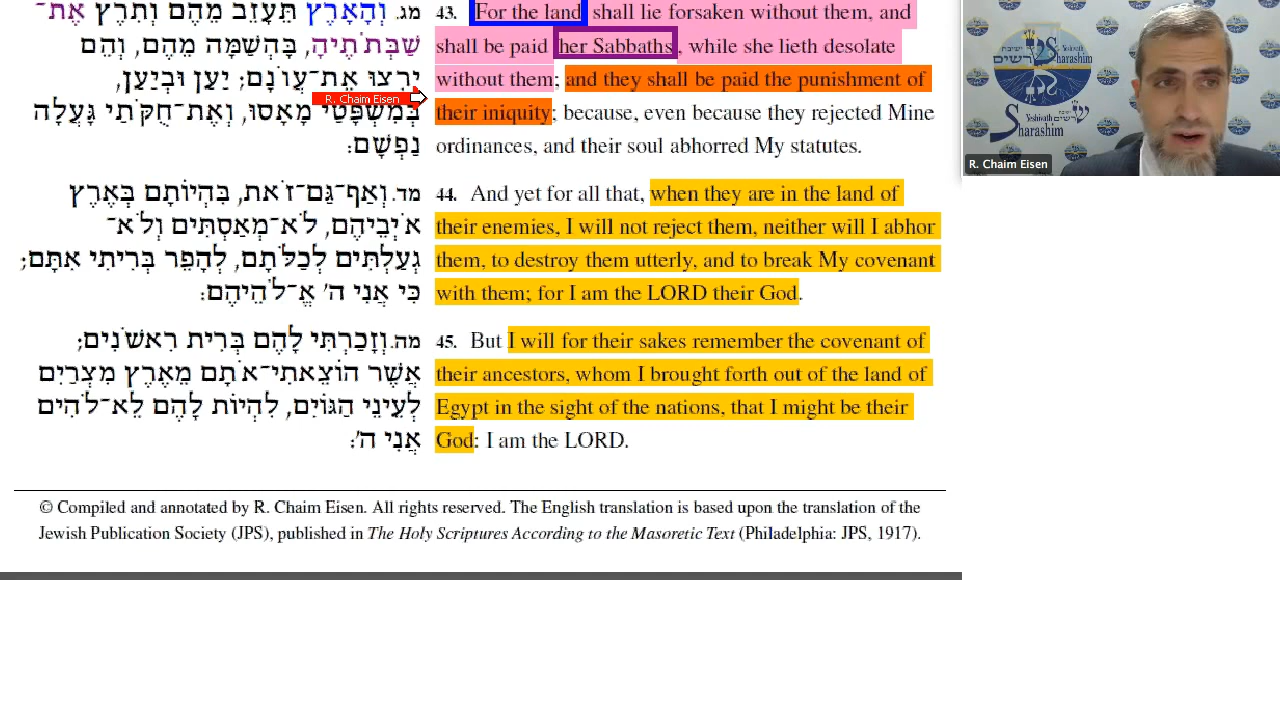 מג. וְהָאָרֶץ תֵּעָזֵב מֵהֶם וְתִרֶץ אֶת־
שַׁבְּתֹתֶיהָ, בָּהְשַׁמָּה מֵהֶם, וְהֵם
יִרְצוּ אֶת־עֲוֹנָם; יַעַן וּבְיַעַן,
בְּמִשְׁפָּטַי מָאָסוּ, וְאֶת־חֻקֹּתַי גָּעֲלָה
נַפְשָׁם:
43. For the land shall lie forsaken without them, and
shall be paid her Sabbaths, while she lieth desolate
without them; and they shall be paid the punishment of
their iniquity; because, even because they rejected Mine
ordinances, and their soul abhorred My statutes.
R. Chaim Eisen
מד. וְאַף־גַּם־זֹאת, בִּהְיוֹתָם בְּאֶרֶץ
אֹיְבֵיהֶם, לֹא־מְאַסְתִּים וְלֹא־
גְעַלְתִּים לְכַלֹּתָם, לְהָפֵר בְּרִיתִי אִתָּם;
כִּי אֲנִי ה' אֱ־לֹהֵיהֶם:
44. And yet for all that, when they are in the land of
their enemies, I will not reject them, neither will I abhor
them, to destroy them utterly, and to break My covenant
with them; for I am the LORD their God.
מה. וְזָכַרְתִּי לָהֶם בְּרִית רִאשֹׁנִים;
אֲשֶׁר הוֹצֵאתִי־אֹתָם מֵאֶרֶץ מִצְרַיִם
לְעֵינֵי הַגּוֹיִם, לִהְיוֹת לָהֶם לֵא־לֹהִים
אֲנִי ה':
45. But I will for their sakes remember the covenant of
their ancestors, whom I brought forth out of the land of
Egypt in the sight of the nations, that I might be their
God: I am the LORD.
© Compiled and annotated by R. Chaim Eisen. All rights reserved. The English translation is based upon the translation of the
Jewish Publication Society (JPS), published in The Holy Scriptures According to the Masoretic Text (Philadelphia: JPS, 1917).
ישיבת
שרשים
Yeshivath
Sharashim
R. Chaim Eisen